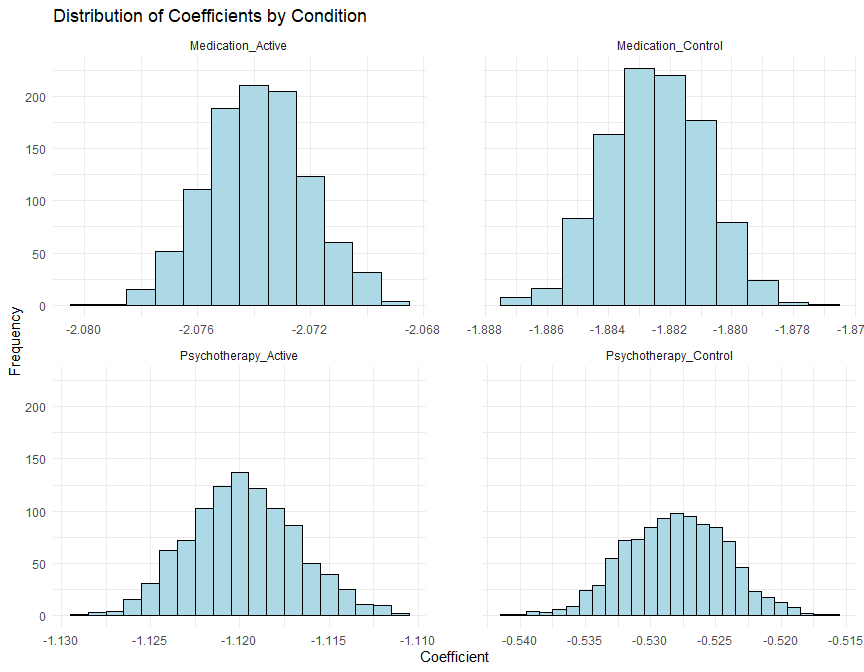 Distribution of Coefficients by Condition
Medication_Active
Medication_Control
200
150
100
50
0
-2.080 -2.076 -2.072 -2.068
-1.888 -1.886 -1.884 -1.882 -1.880 -1.878 -1.87
Frequency
Psychotherapy_Active
Psychotherapy_Control
200
150
100
50
0
-1.130 -1.125 -1.120 -1.115 -1.110
-0.540 -0.535 -0.530 -0.525 -0.520 -0.515
Coefficient